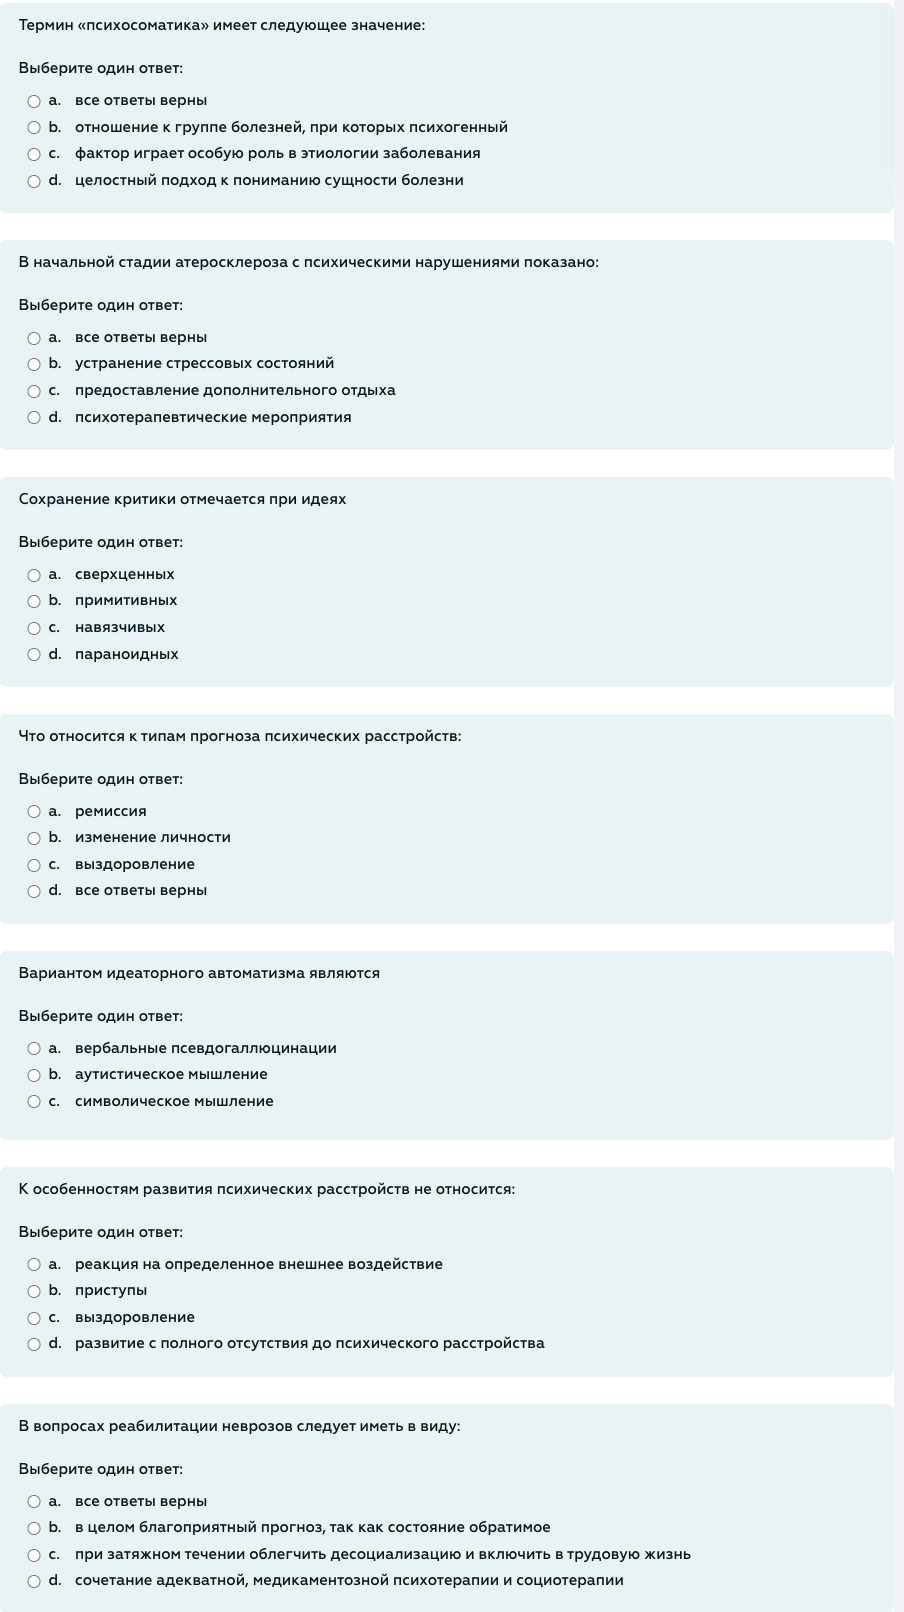 Термин «психосоматика» имеет следующее значение:
Выберите один ответ:
a. все ответы верны
b. отношение к группе болезней, при которых психогенный
c. фактор играет особую роль в этиологии заболевания
d. целостный подход к пониманию сущности болезни
В начальной стадии атеросклероза с психическими нарушениями показано:
Выберите один ответ:
a. все ответы верны
b. устранение стрессовых состояний
c. предоставление дополнительного отдыха
d. психотерапевтические мероприятия
Сохранение критики отмечается при идеях
Выберите один ответ:
a. сверхценных
b. примитивных
c. навязчивых
d. параноидных
Что относится к типам прогноза психических расстройств:
Выберите один ответ:
a. ремиссия
b. изменение личности
c. выздоровление
d. все ответы верны
Вариантом идеаторного автоматизма являются
Выберите один ответ:
a. вербальные псевдогаллюцинации
b. аутистическое мышление
c. символическое мышление
К особенностям развития психических расстройств не относится:
Выберите один ответ:
a. реакция на определенное внешнее воздействие
b. приступы
c. выздоровление
d. развитие с полного отсутствия до психического расстройства
В вопросах реабилитации неврозов следует иметь в виду:
Выберите один ответ:
a. все ответы верны
b. в целом благоприятный прогноз, так как состояние обратимое
c. при затяжном течении облегчить десоциализацию и включить в трудовую жизнь
d. сочетание адекватной, медикаментозной психотерапии и социотерапии